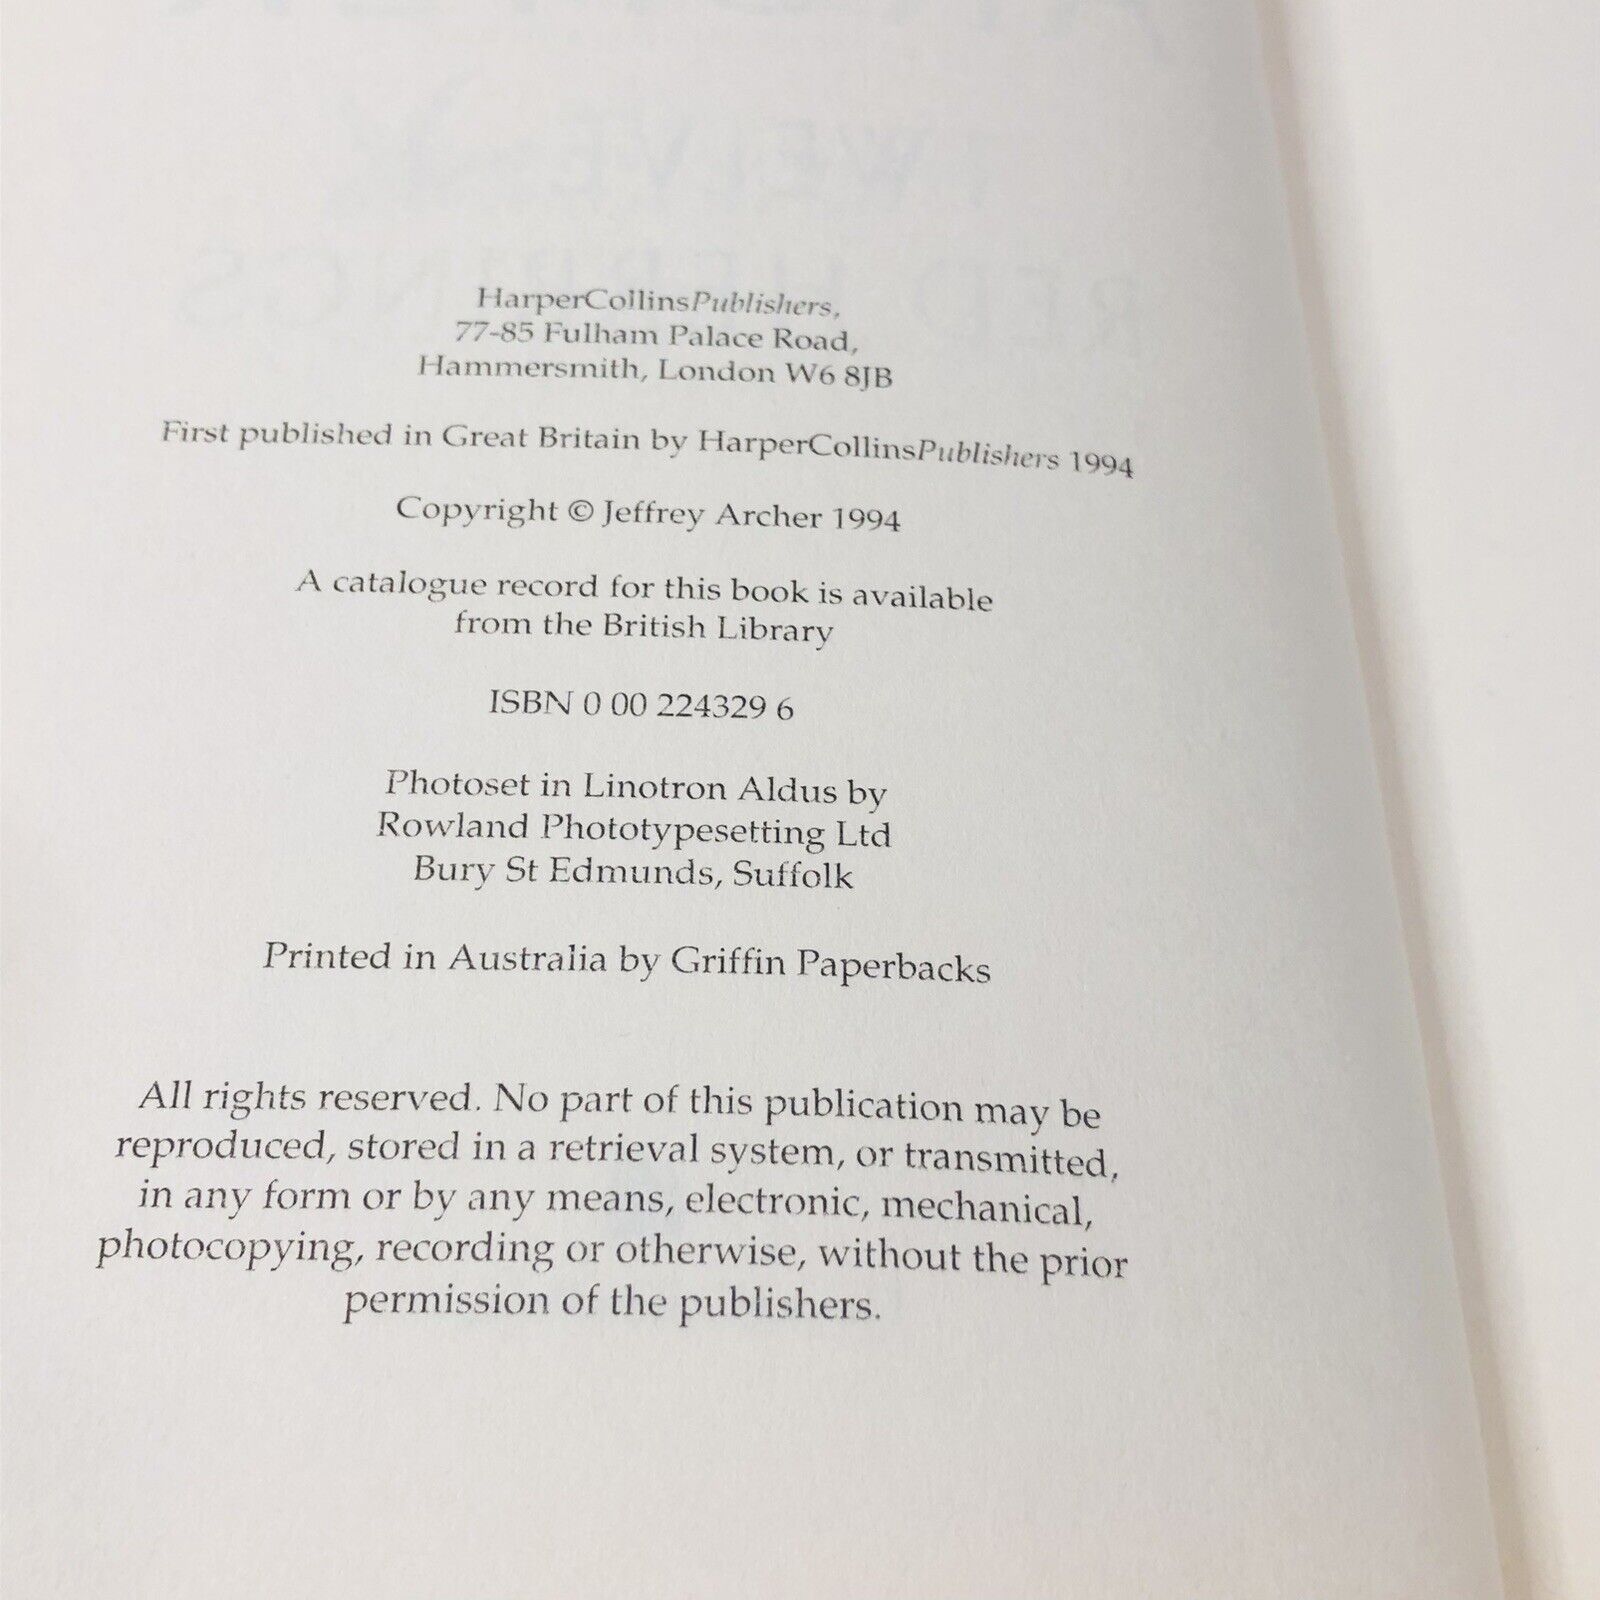 HarperCollinsPublishers,
77-85 Fulham Palace Road,
Hammersmith, London W6 8JB
First published in Great Britain by HarperCollinsPublishers 1994
Copyright © Jeffrey Archer 1994
A catalogue record for this book is available
from the British Library
ISBN 0 00 224329 6
Photoset in Linotron Aldus by
Rowland Phototypesetting Ltd
Bury St Edmunds, Suffolk
Printed in Australia by Griffin Paperbacks
All rights reserved. No part of this publication may be
reproduced, stored in a retrieval system, or transmitted,
in any form or by any means, electronic, mechanical,
photocopying, recording or otherwise, without the prior
permission of the publishers.